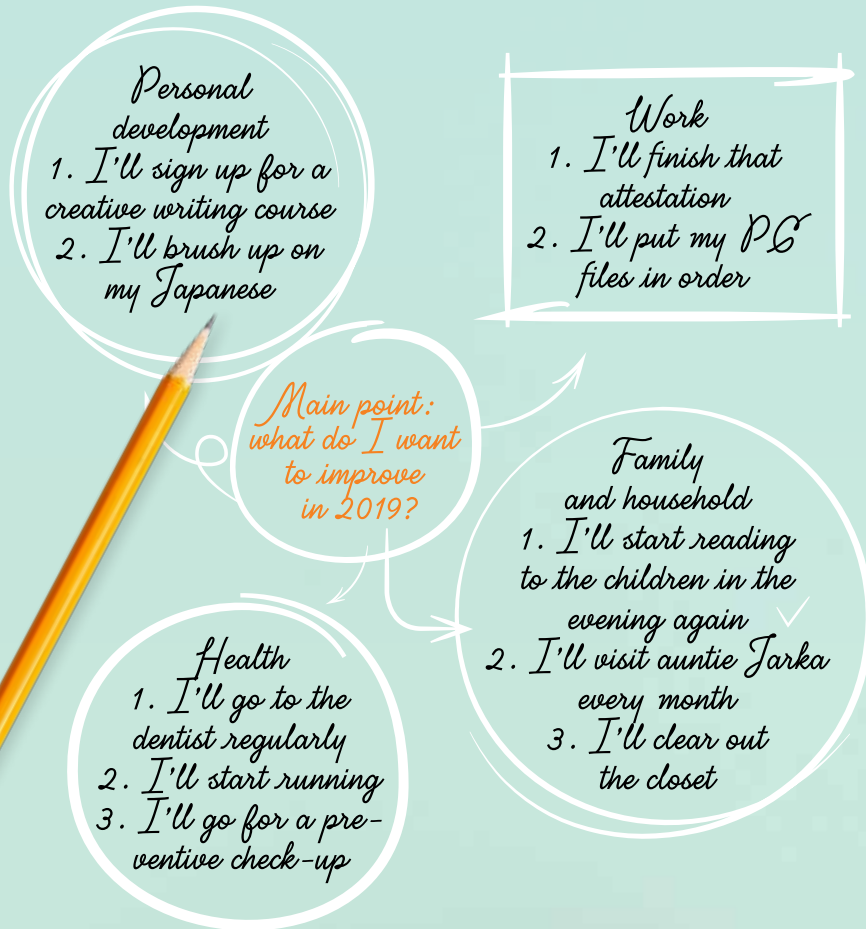 Personal
development
1. I'll sign up for a
creative writing course
2. I'll brush up on
my Japanese
Work
1. I'll finish that
attestation
2. I'll put my PC
files in order
Main point:
what do I want
to improve
in 2019?
Family
and household
1. I'll start reading
to the children in the
evening again
2. I'll visit auntie Jarka
every month
3. I'll clear out
the closet
Health
1. I'll go to the
dentist regularly
2. I'll start running
3. I'll go for a pre-
ventive check-up